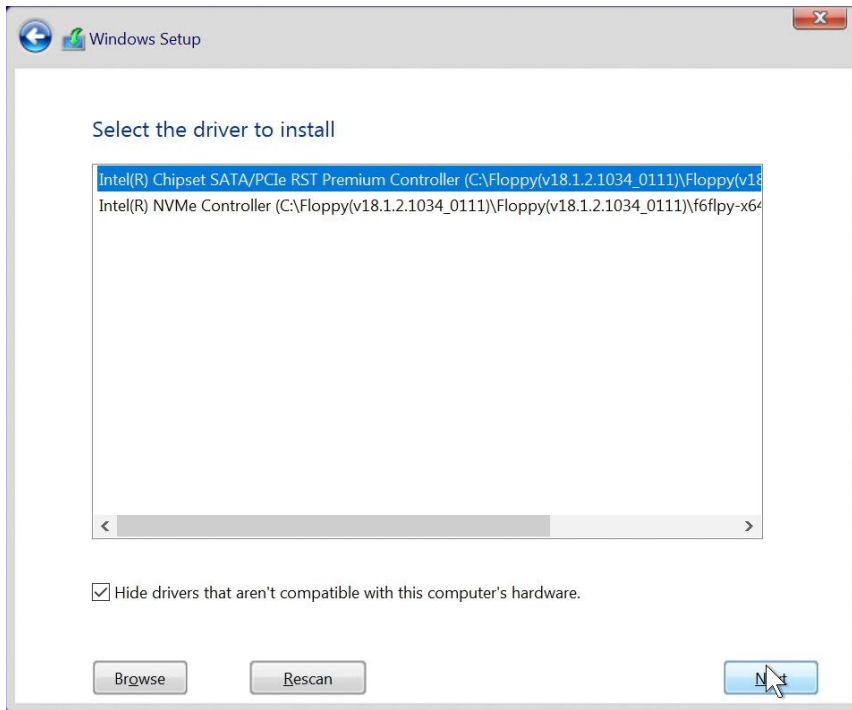 Windows Setup
Select the driver to install
Intel(R) Chipset SATA/PCIe RST Premium Controller (C:\Floppy(v18.1.2.1034_0111)\Floppy(v18
Intel(R) NVMe Controller (C:\Floppy(v18.1.2.1034_0111)\Floppy(v18.1.2.1034_0111)\f6flpy-x64
Hide drivers that aren't compatible with this computer's hardware.
Browse
Rescan
Next